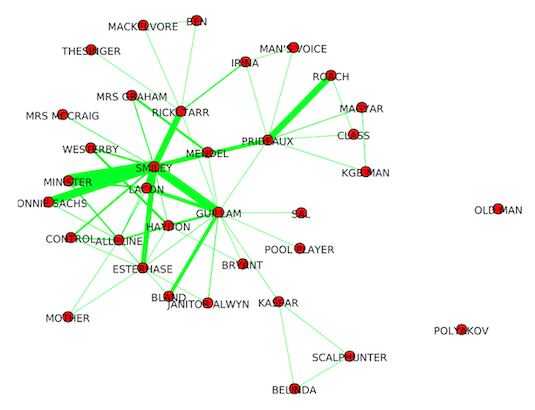 MACKELVORE
BEN
THESINGER
MAN'S VOICE
IRINA
ROACH
MRS GRAHAM
MAGYAR
RICKI TARR
MRS MCCRAIG
CLASS
PRIDEAUX
WESTERBY
MENDEL
SMILEY
KGB MAN
MINISTER
LACON
ONNIE SACHS
GUILLAM
SAL
OLD MAN
HAYDON
CONTROL
ALLELINE
POOL PLAYER
BRYANT
ESTERHASE
BLAND
JANITOR ALWYN
KASPAR
MOTHER
POLYAKOV
SCALPHUNTER
BELINDA